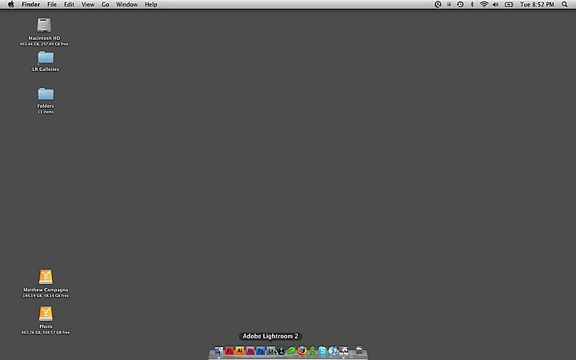 Finder File Edit View Go Window Help
Tue 8:52 PM
Macintosh HD
LR Galleries
Folders
11 items
Matthew Campagna
Photo
Adobe Lightroom 2